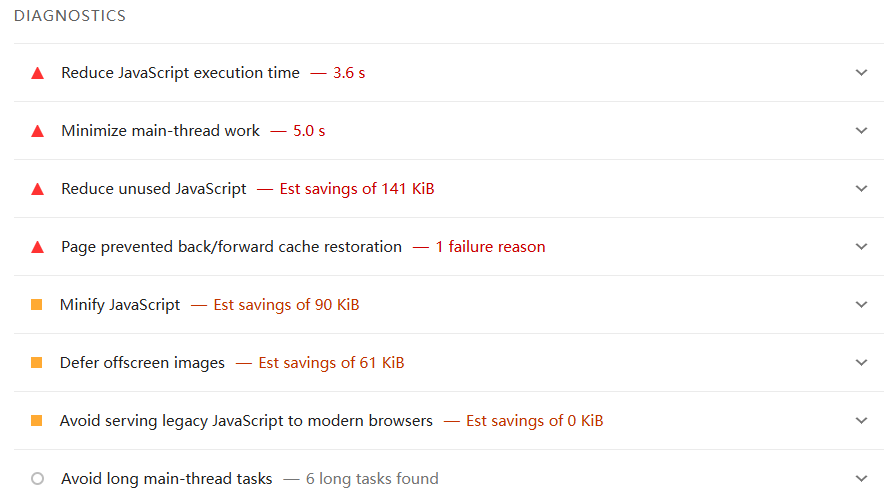 DIAGNOSTICS
Reduce JavaScript execution time — 3.6 s
Minimize main-thread work — 5.0 s
Reduce unused JavaScript — Est savings of 141 KiB
Page prevented back/forward cache restoration — 1 failure reason
Minify JavaScript — Est savings of 90 KiB
Defer offscreen images — Est savings of 61 KiB
Avoid serving legacy JavaScript to modern browsers — Est savings of 0 KiB
Avoid long main-thread tasks — 6 long tasks found